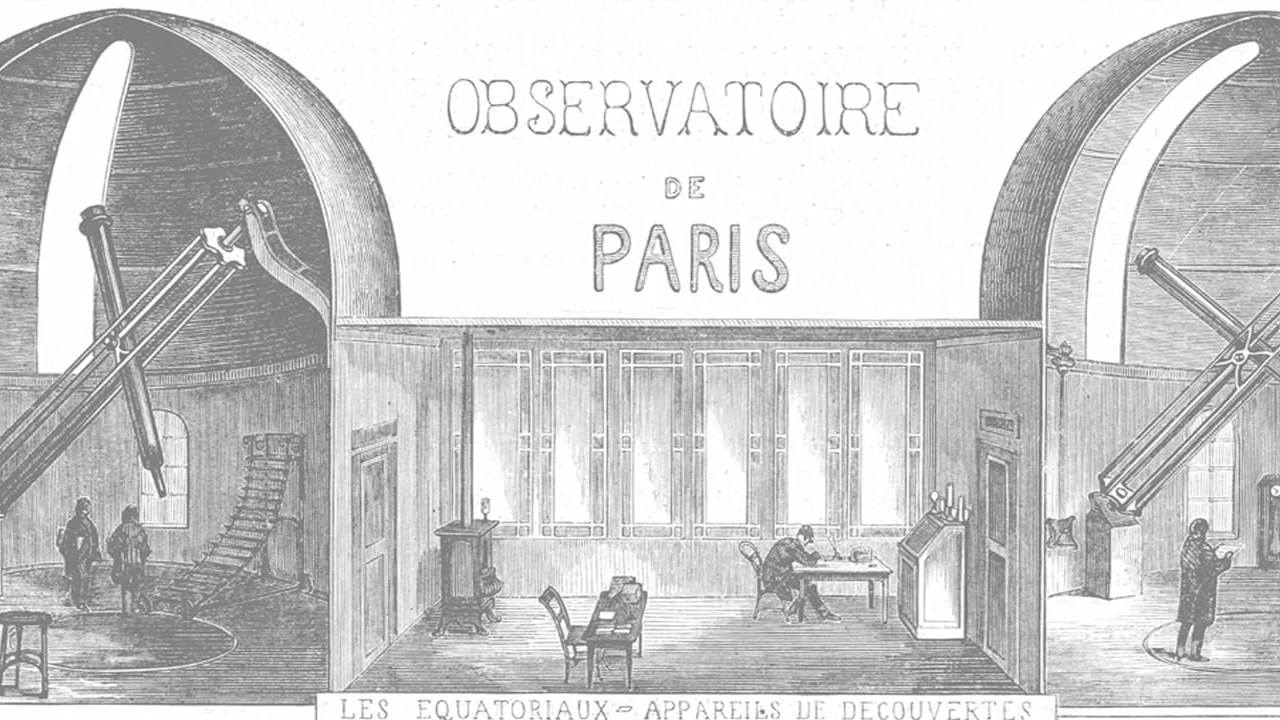 OBSERVATOIRE
DE
PARIS
LES EQUATORIAUX - APPAREILS DE DECOUVERTES